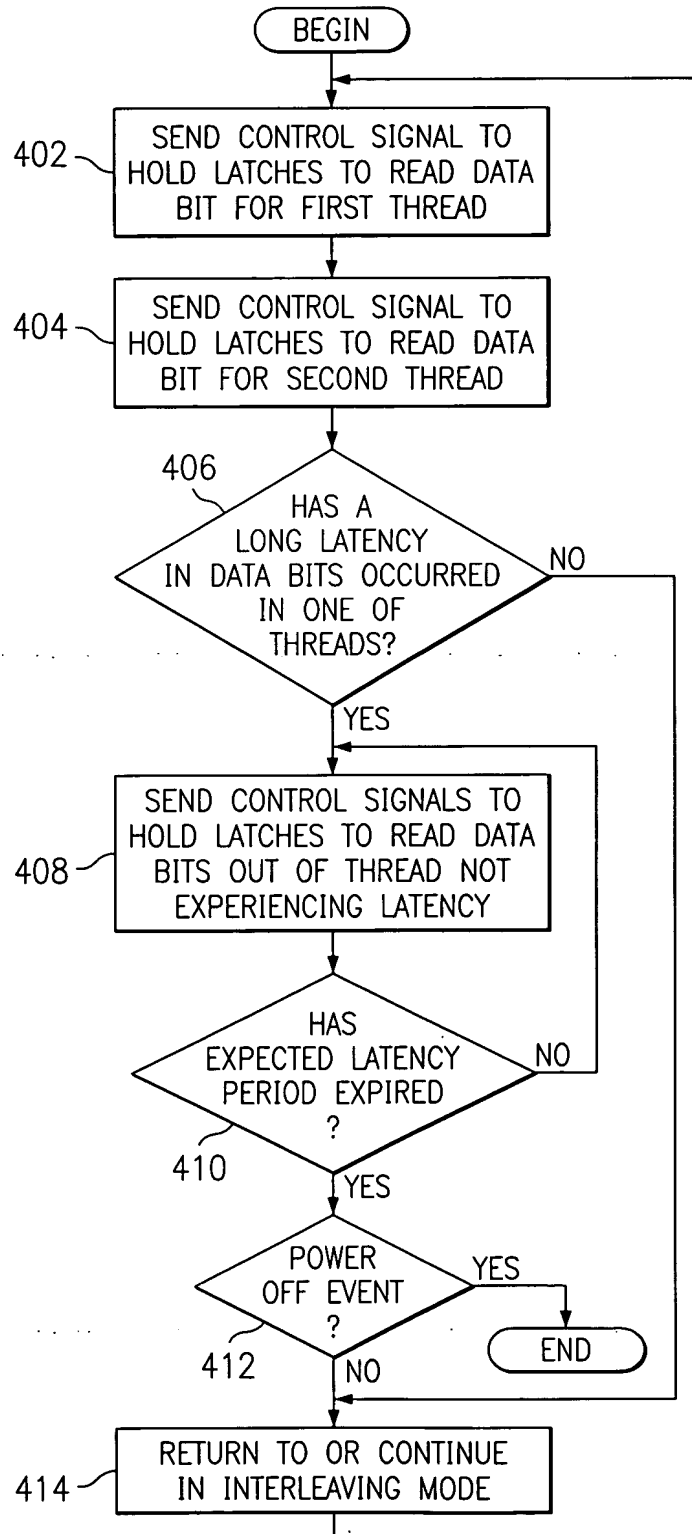 BEGIN
402
SEND CONTROL SIGNAL TO
HOLD LATCHES TO READ DATA
BIT FOR FIRST THREAD
404
SEND CONTROL SIGNAL TO
HOLD LATCHES TO READ DATA
BIT FOR SECOND THREAD
406
HAS A
LONG LATENCY
IN DATA BITS OCCURRED
IN ONE OF
THREADS?
NO
YES
408
SEND CONTROL SIGNALS TO
HOLD LATCHES TO READ DATA
BITS OUT OF THREAD NOT
EXPERIENCING LATENCY
HAS
EXPECTED LATENCY
PERIOD EXPIRED
?
NO
410
YES
POWER
OFF EVENT
?
YES
412
END
NO
414
RETURN TO OR CONTINUE
IN INTERLEAVING MODE